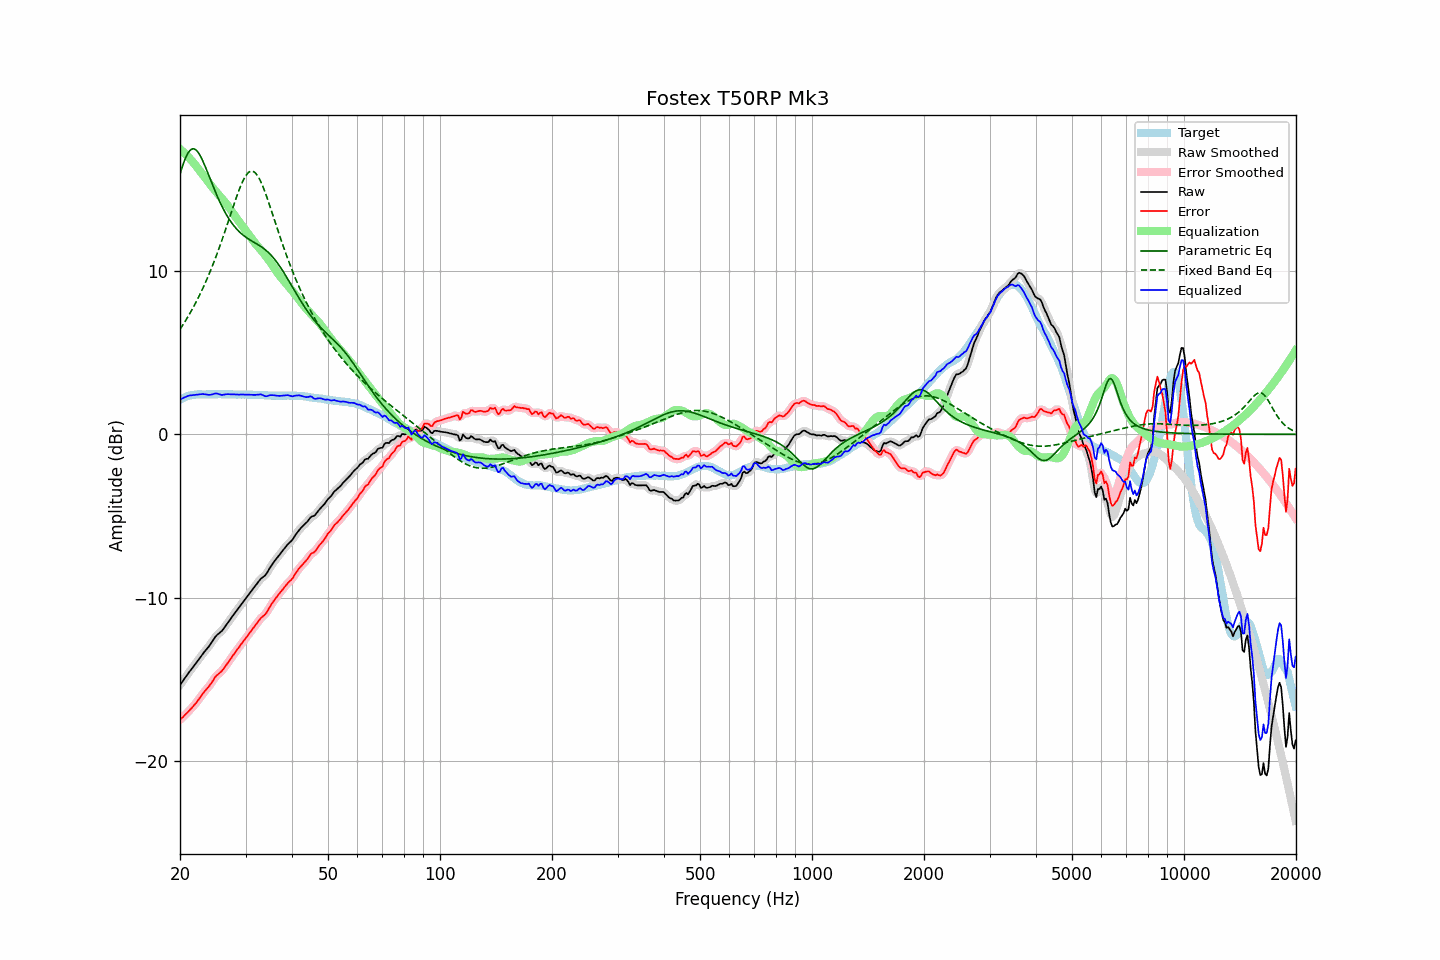 Fostex T50RP Mk3
Target
Raw Smoothed
Error Smoothed
Raw
Error
Equalization
Parametric Eq
Fixed Band Eq
Equalized
Amplitude (dBr)
10
0
−10
−20
20
50
100
200
500
1000
2000
5000
10000
20000
Frequency (Hz)